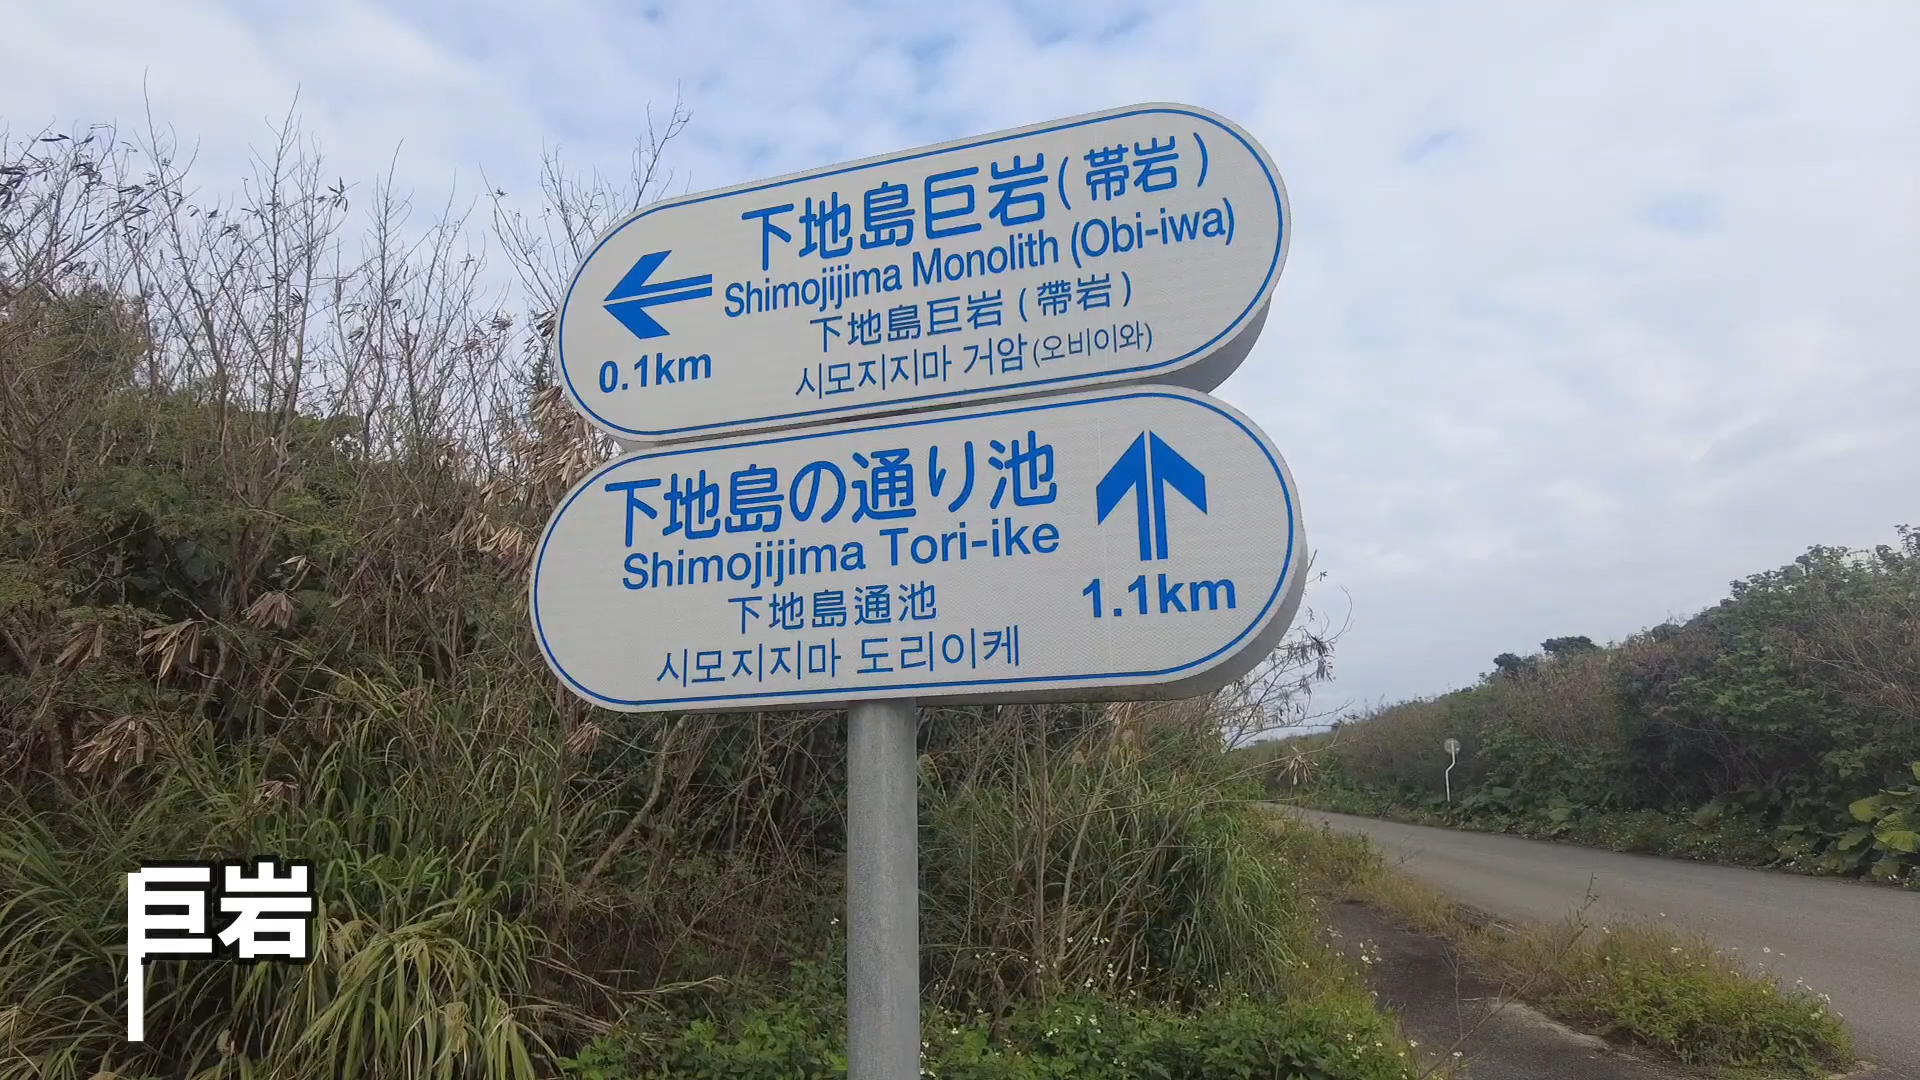 下地島巨岩(帯岩)
Shimojijima Monolith (Obi-iwa)
下地島巨岩(帶岩)
시모지지마 거암(오비이와)
0.1km
下地島の通り池
Shimojijima Tori-ike
下地島通池
시모지지마 도리이케
1.1km
巨岩